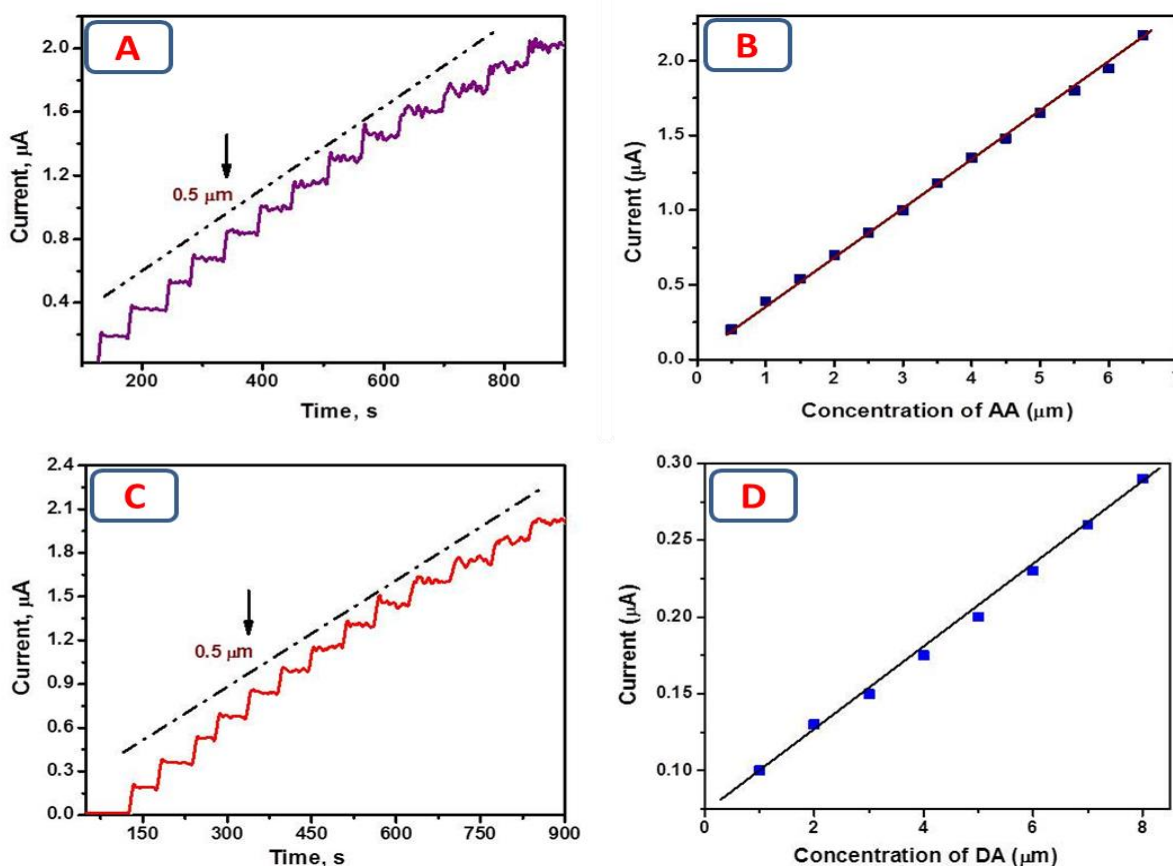 A
2.0
1.6
1.2
0.8
0.4
Current, µA
0.5 µm
200 400 600 800
Time, s
B
2.0
1.5
1.0
0.5
0.0
Current (µA)
0 1 2 3 4 5 6 7
Concentration of AA (µm)
C
2.4
2.1
1.8
1.5
1.2
0.9
0.6
0.3
0.0
Current, µA
0.5 µm
150 300 450 600 750 900
Time, s
D
0.30
0.25
0.20
0.15
0.10
Current (µA)
0 2 4 6 8
Concentration of DA (µm)